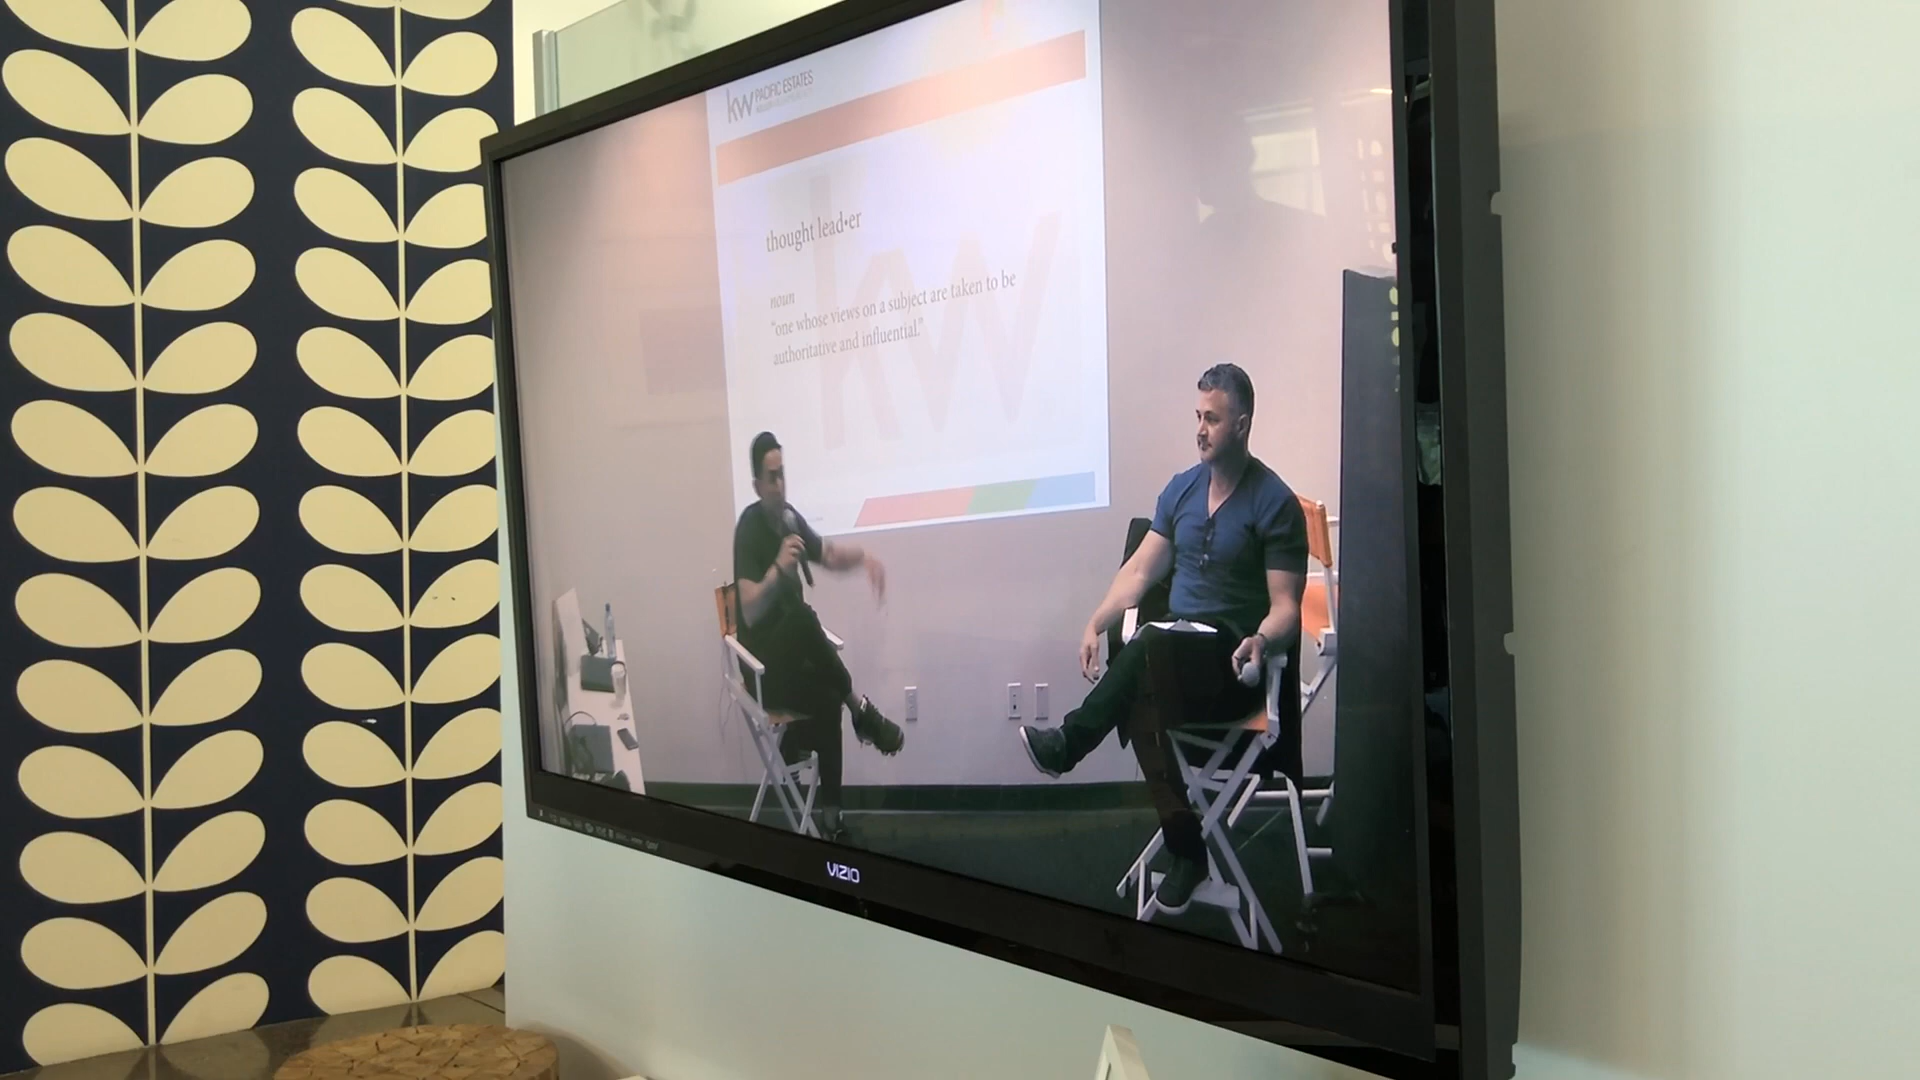 kw PACIFIC ESTATES
thought lead•er
noun
"one whose views on a subject are taken to be
authoritative and influential."
kw
VIZIO